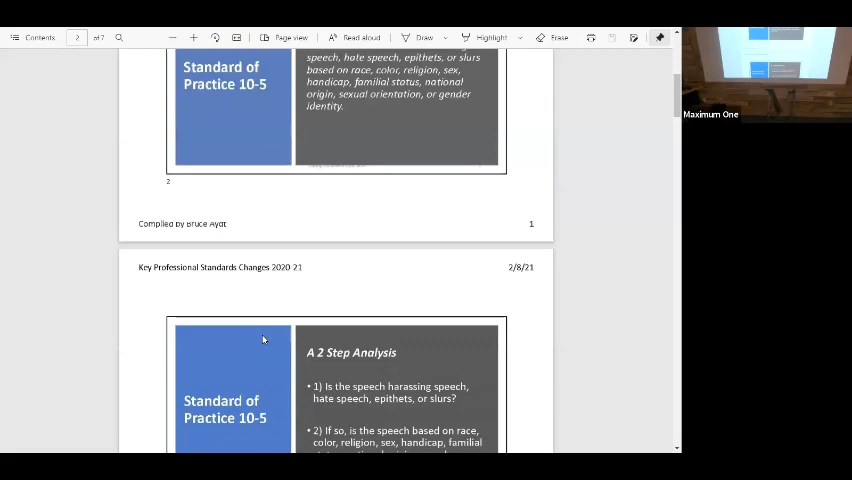 Contents
2
of 7
Page view
Read aloud
Draw
Highlight
Erase
Maximum One
Standard of
Practice 10-5
speech, hate speech, epithets, or slurs
based on race, color, religion, sex,
handicap, familial status, national
origin, sexual orientation, or gender
identity.
2
Compiled by Bruce Ayat
1
Key Professional Standards Changes 2020-21
2/8/21
Standard of
Practice 10-5
A 2 Step Analysis
• 1) Is the speech harassing speech,
hate speech, epithets, or slurs?
• 2) If so, is the speech based on race,
color, religion, sex, handicap, familial